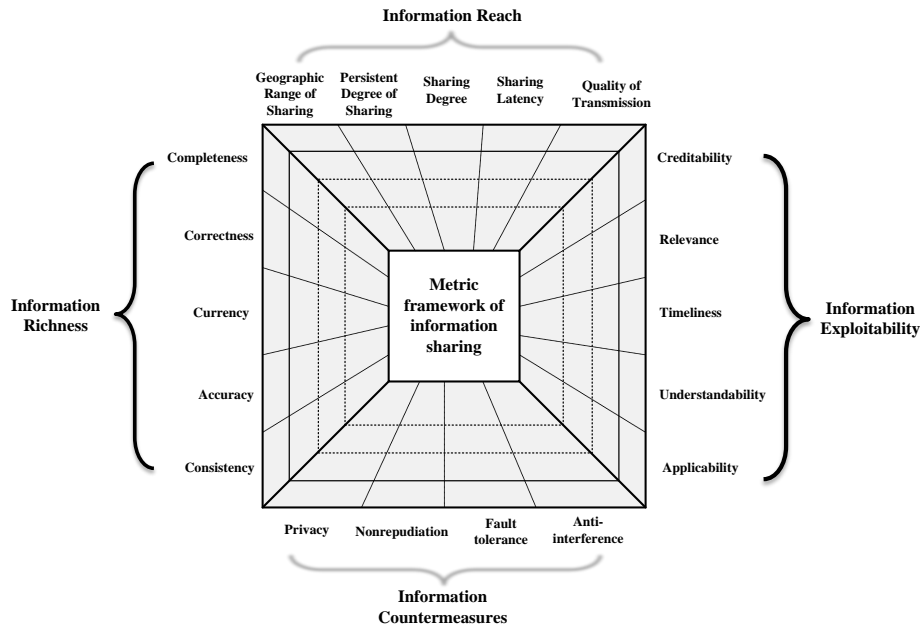 Information Reach
Geographic
Range of
Sharing
Persistent
Degree of
Sharing
Sharing
Degree
Sharing
Latency
Quality of
Transmission
Information
Richness
Completeness
Correctness
Currency
Accuracy
Consistency
Metric
framework of
information
sharing
Creditability
Relevance
Timeliness
Understandability
Applicability
Information
Exploitability
Privacy
Nonrepudiation
Fault
tolerance
Anti-
interference
Information
Countermeasures